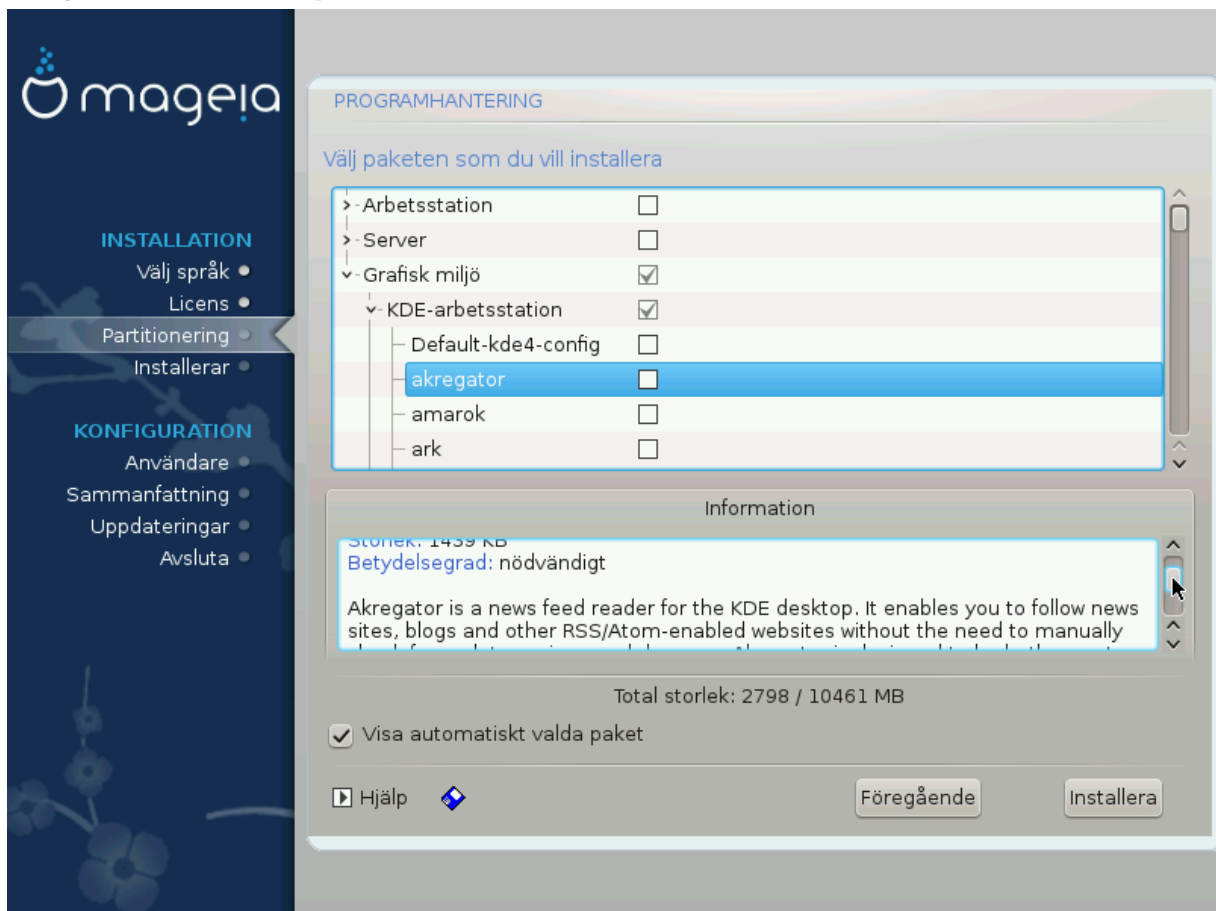 mageia
INSTALLATION
Välj språk
Licens
Partitionering
Installerar
KONFIGURATION
Användare
Sammanfattning
Uppdateringar
Avsluta
PROGRAMHANTERING
Välj paketen som du vill installera
Arbetsstation
Server
Grafisk miljö
KDE-arbetsstation
Default-kde4-config
akregator
amarok
ark
Information
Storlek: 1439 KB
Betydelsegrad: nödvändigt
Akregator is a news feed reader for the KDE desktop. It enables you to follow news
sites, blogs and other RSS/Atom-enabled websites without the need to manually
Total storlek: 2798 / 10461 MB
Visa automatiskt valda paket
Hjälp
Föregående
Installera